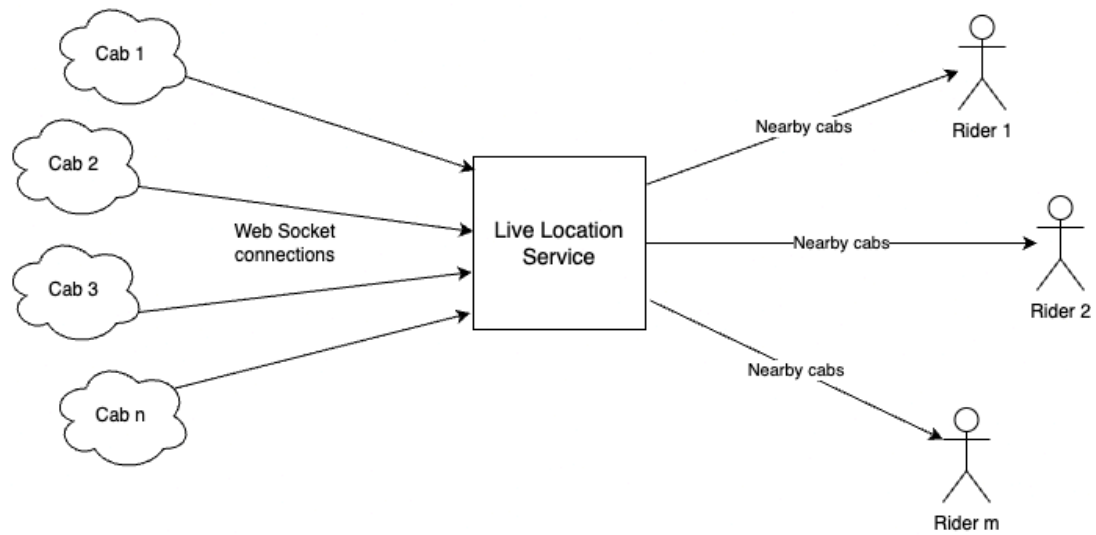 Cab 1
Cab 2
Cab 3
Cab n
Web Socket
connections
Live Location
Service
Nearby cabs
Nearby cabs
Nearby cabs
Rider 1
Rider 2
Rider m